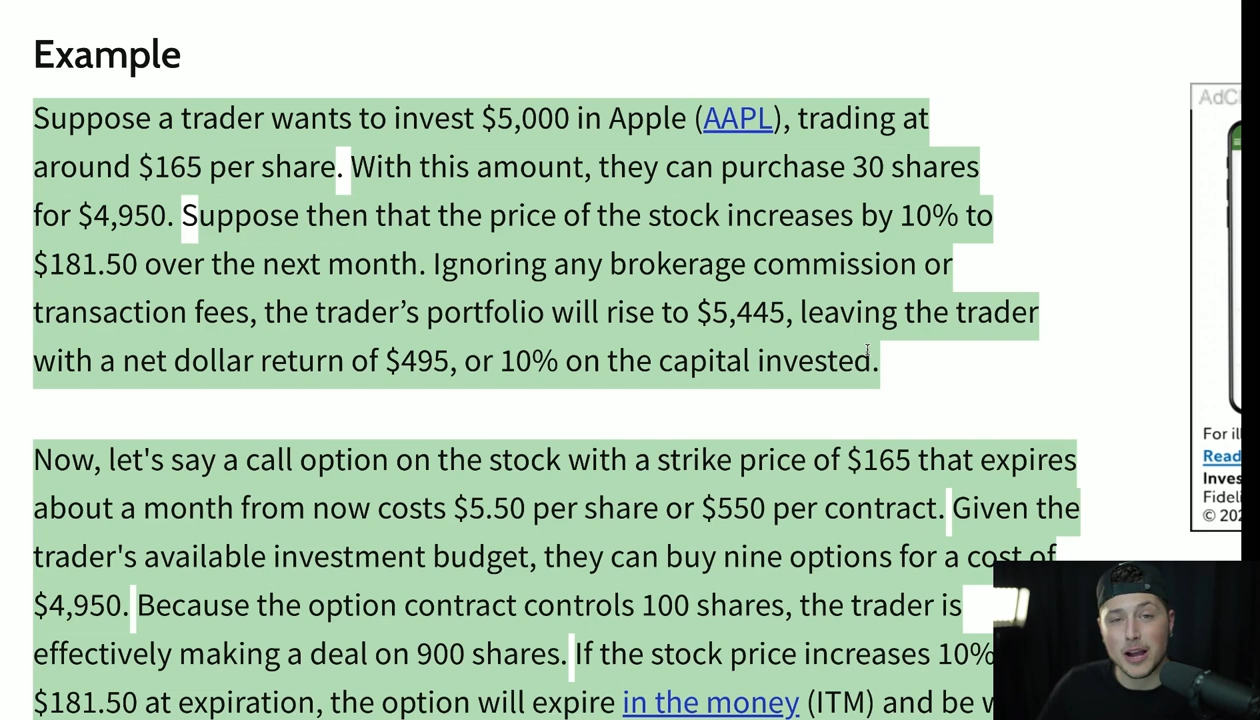 Example
Suppose a trader wants to invest $5,000 in Apple (AAPL), trading at
around $165 per share. With this amount, they can purchase 30 shares
for $4,950. Suppose then that the price of the stock increases by 10% to
$181.50 over the next month. Ignoring any brokerage commission or
transaction fees, the trader’s portfolio will rise to $5,445, leaving the trader
with a net dollar return of $495, or 10% on the capital invested.
Now, let's say a call option on the stock with a strike price of $165 that expires
about a month from now costs $5.50 per share or $550 per contract. Given the
trader's available investment budget, they can buy nine options for a cost of
$4,950. Because the option contract controls 100 shares, the trader is
effectively making a deal on 900 shares. If the stock price increases 10%
$181.50 at expiration, the option will expire in the money (ITM) and be
For
Read
©